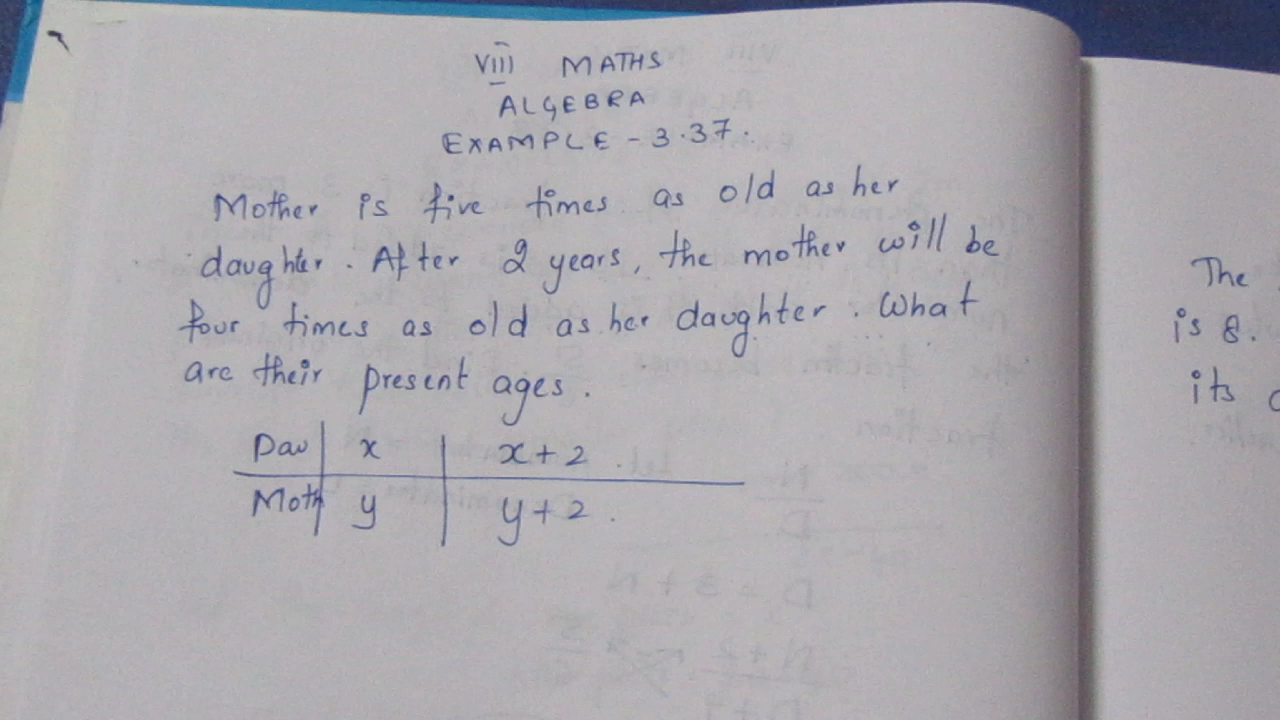 VIII MATHS
ALGEBRA
EXAMPLE - 3.37.
Mother is five times as old as her
daughter. After 2 years, the mother will be
four times as old as her daughter. What
are their present ages.
Dau x x + 2
Moth y y + 2
The
is 8.
its